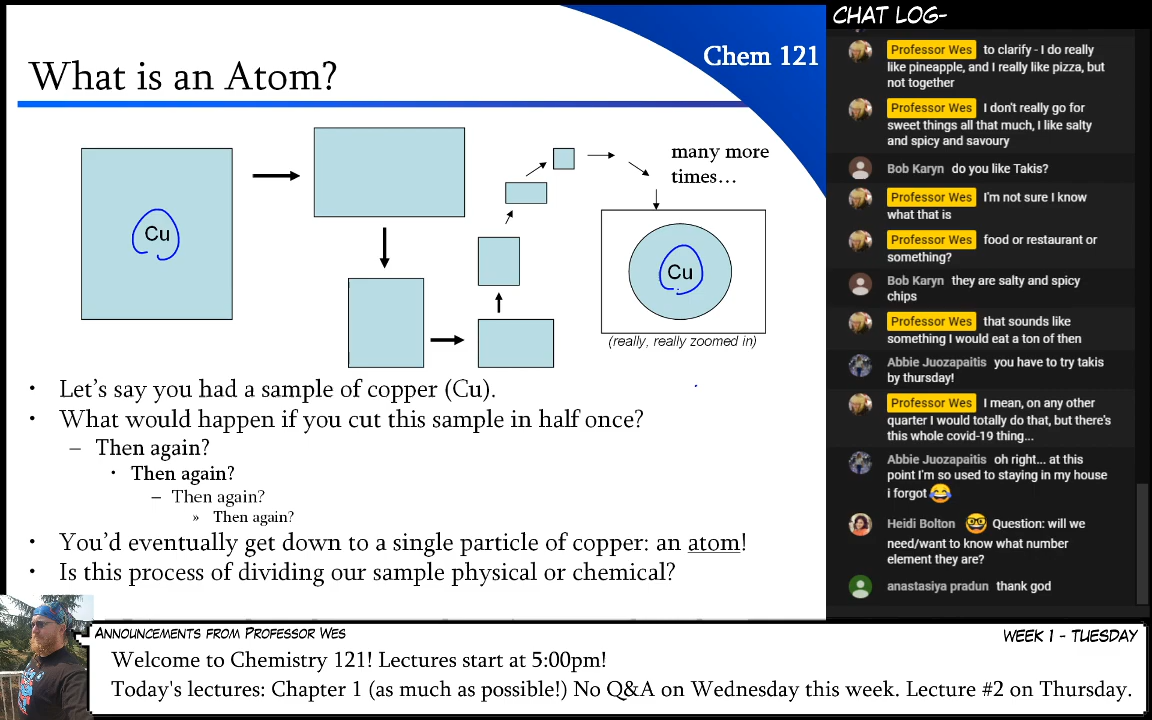 What is an Atom?
Chem 121
Cu
many more
times…
Cu
(really, really zoomed in)
• Let's say you had a sample of copper (Cu).
• What would happen if you cut this sample in half once?
– Then again?
• Then again?
– Then again?
» Then again?
• You'd eventually get down to a single particle of copper: an atom!
• Is this process of dividing our sample physical or chemical?
CHAT LOG-
Professor Wes to clarify - I do really
like pineapple, and I really like pizza, but
not together
Professor Wes I don't really go for
sweet things all that much, I like salty
and spicy and savoury
Bob Karyn do you like Takis?
Professor Wes I'm not sure I know
what that is
Professor Wes food or restaurant or
something?
Bob Karyn they are salty and spicy
chips
Professor Wes that sounds like
something I would eat a ton of then
Abbie Juozapaitis you have to try takis
by thursday!
Professor Wes I mean, on any other
quarter I would totally do that, but there's
this whole covid-19 thing...
Abbie Juozapaitis oh right... at this
point I'm so used to staying in my house
i forgot 😂
Heidi Bolton 🤓 Question: will we
need/want to know what number
element they are?
anastasiya pradun thank god
ANNOUNCEMENTS FROM PROFESSOR WES
WEEK 1 - TUESDAY
Welcome to Chemistry 121! Lectures start at 5:00pm!
Today's lectures: Chapter 1 (as much as possible!) No Q&A on Wednesday this week. Lecture #2 on Thursday.